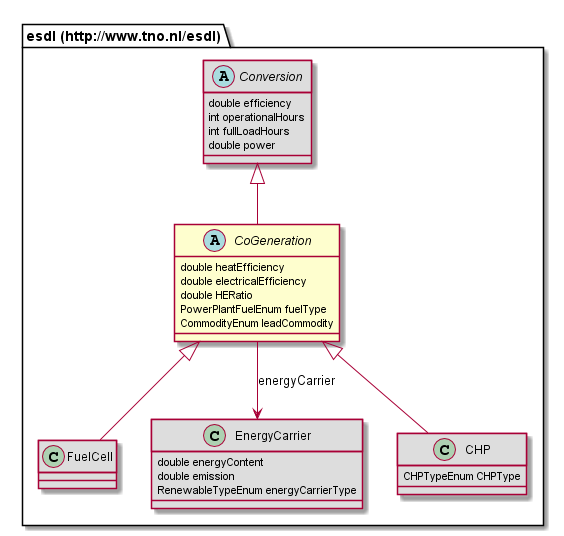 esdl (http://www.tno.nl/esdl)
A Conversion
double efficiency
int operationalHours
int fullLoadHours
double power
A CoGeneration
double heatEfficiency
double electricalEfficiency
double HERatio
PowerPlantFuelEnum fuelType
CommodityEnum leadCommodity
energyCarrier
C FuelCell
C EnergyCarrier
double energyContent
double emission
RenewableTypeEnum energyCarrierType
C CHP
CHPTypeEnum CHPType